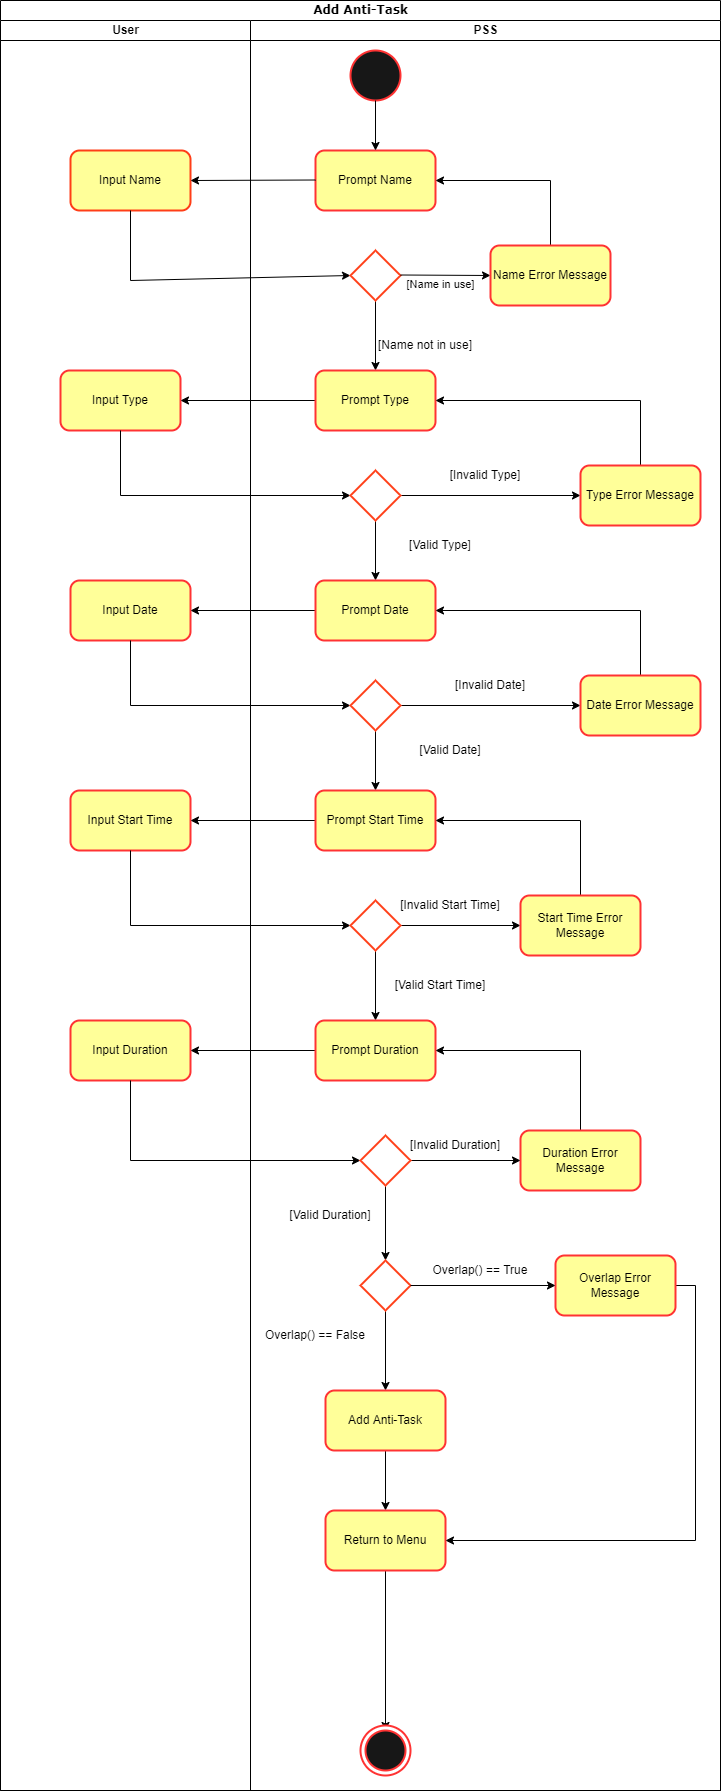 Add Anti-Task
User
PSS
Input Name
Prompt Name
Name Error Message
[Name in use]
[Name not in use]
Input Type
Prompt Type
[Invalid Type]
Type Error Message
[Valid Type]
Input Date
Prompt Date
[Invalid Date]
Date Error Message
[Valid Date]
Input Start Time
Prompt Start Time
[Invalid Start Time]
Start Time Error
Message
[Valid Start Time]
Input Duration
Prompt Duration
[Invalid Duration]
Duration Error
Message
[Valid Duration]
Overlap() == True
Overlap Error
Message
Overlap() == False
Add Anti-Task
Return to Menu